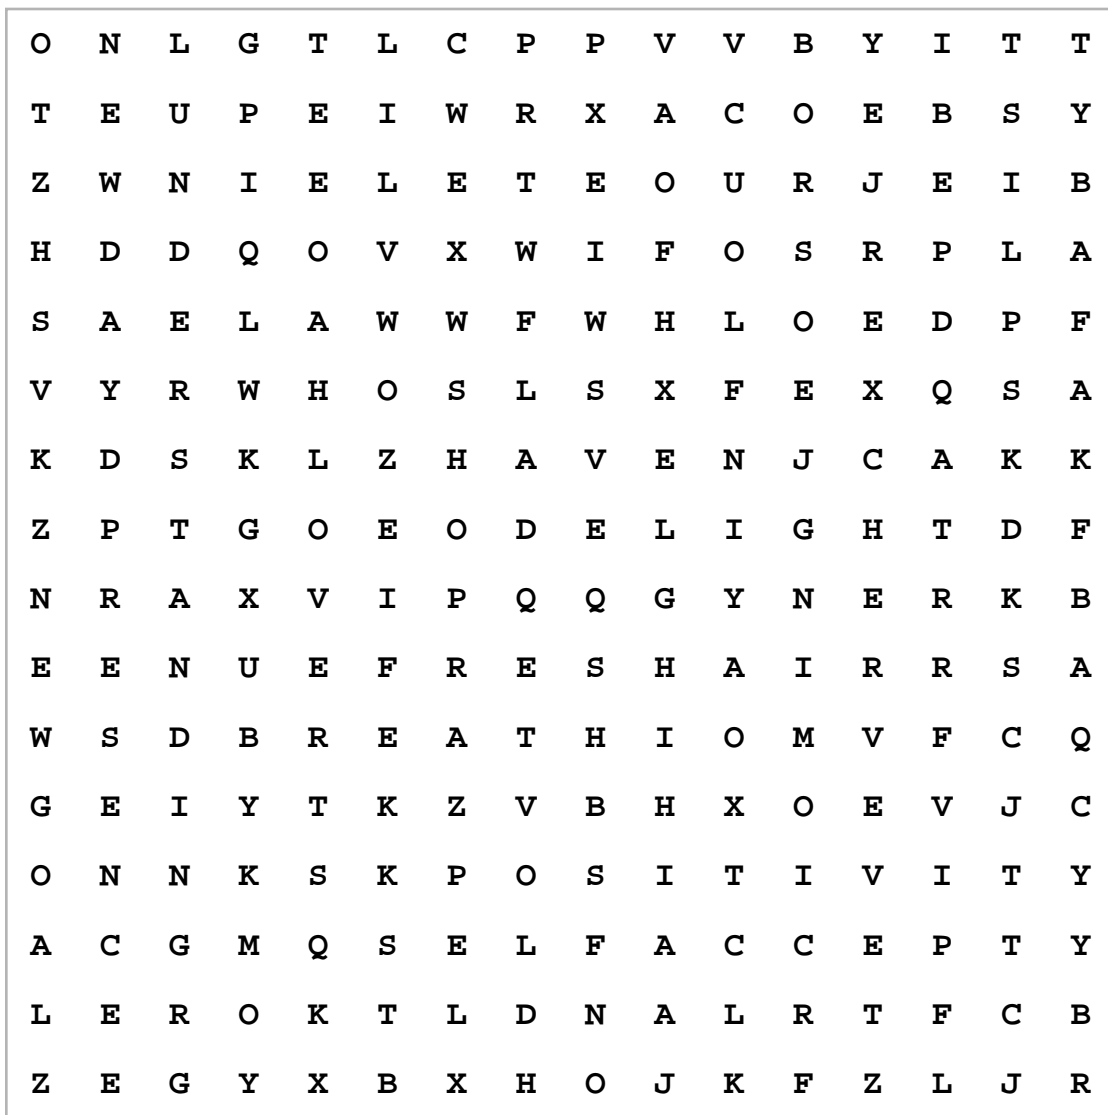 O N L G T L C P P V V B Y I T T
T E U P E I W R X A C O E B S Y
Z W N I E L E T E O U R J E I B
H D D Q O V X W I F O S R P L A
S A E L A W W F W H L O E D P F
V Y R W H O S L S X F E X Q S A
K D S K L Z H A V E N J C A K K
Z P T G O E O D E L I G H T D F
N R A X V I P Q Q G Y N E R K B
E E N U E F R E S H A I R R S A
W S D B R E A T H I O M V F C Q
G E I Y T K Z V B H X O E V J C
O N N K S K P O S I T I V I T Y
A C G M Q S E L F A C C E P T Y
L E R O K T L D N A L R T F C B
Z E G Y X B X H O J K F Z L J R